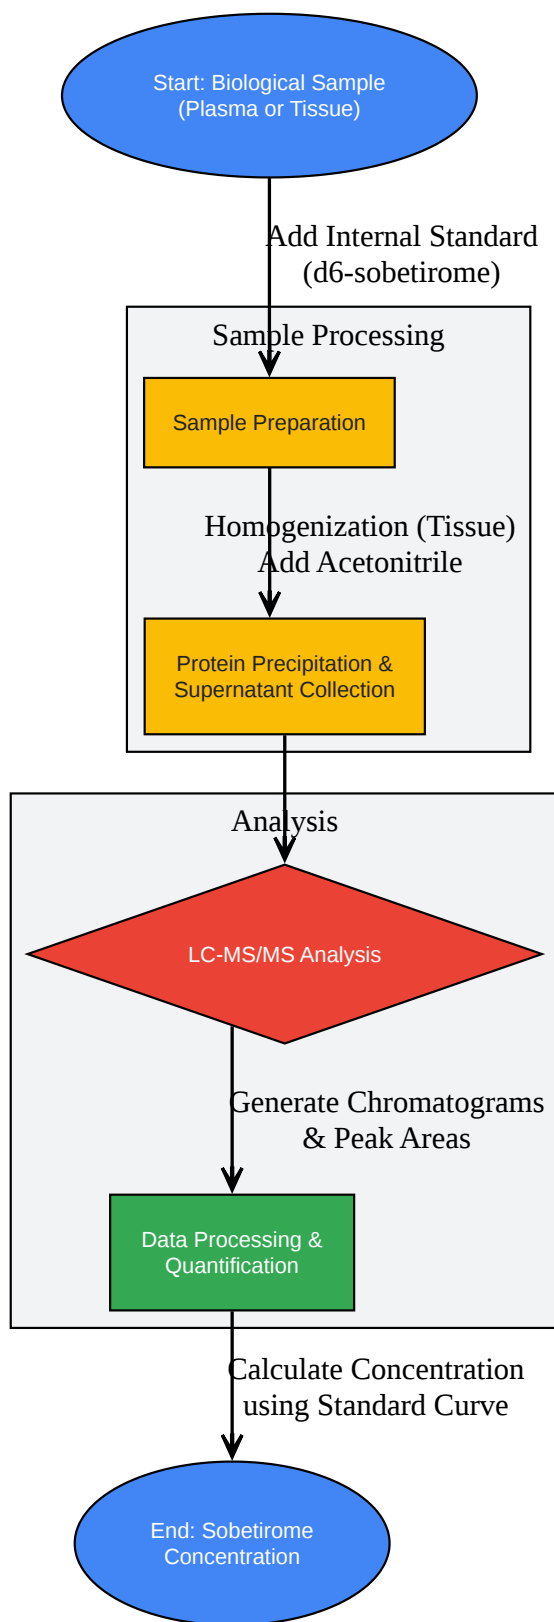 Start: Biological Sample
(Plasma or Tissue)
Add Internal Standard
(d6-sobetirome)
Sample Processing
Sample Preparation
Homogenization (Tissue)
Add Acetonitrile
Protein Precipitation &
Supernatant Collection
Analysis
LC-MS/MS Analysis
Generate Chromatograms
& Peak Areas
Data Processing &
Quantification
Calculate Concentration
using Standard Curve
End: Sobetirome
Concentration